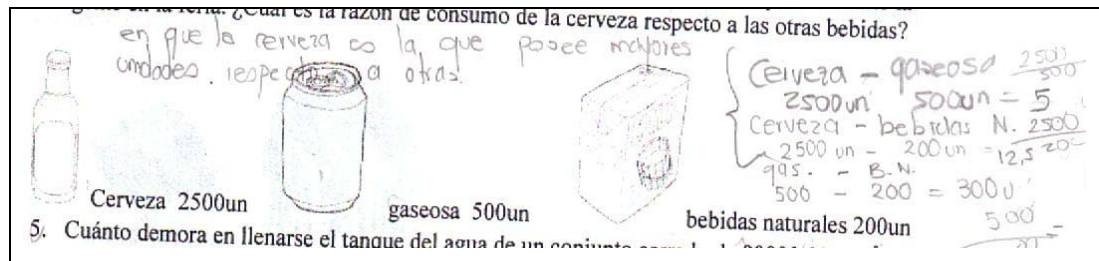 ¿Cuál es la razón de consumo de la cerveza respecto a las otras bebidas?
en que la cerveza es la que posee mayores
unidades. respecto a otras.
Cerveza - gaseosa 2500/500
2500un 500un = 5
Cerveza - bebidas N. 2500
2500 un - 200 un = 12,5 200
gas. - B.N.
500 - 200 = 300 U
500
Cerveza 2500un
gaseosa 500un
bebidas naturales 200un
5. Cuánto demora en llenarse el tanque del agua de un conjunto